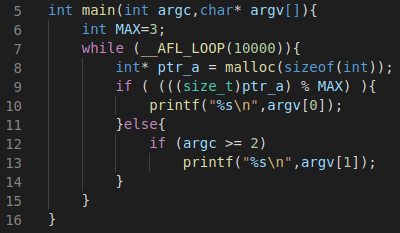 5 int main(int argc,char* argv[]){
6 int MAX=3;
7 while (__AFL_LOOP(10000)){
8 int* ptr_a = malloc(sizeof(int));
9 if ( (((size_t)ptr_a) % MAX) ){
10 printf("%s\n",argv[0]);
11 }else{
12 if (argc >= 2)
13 printf("%s\n",argv[1]);
14 }
15 }
16 }